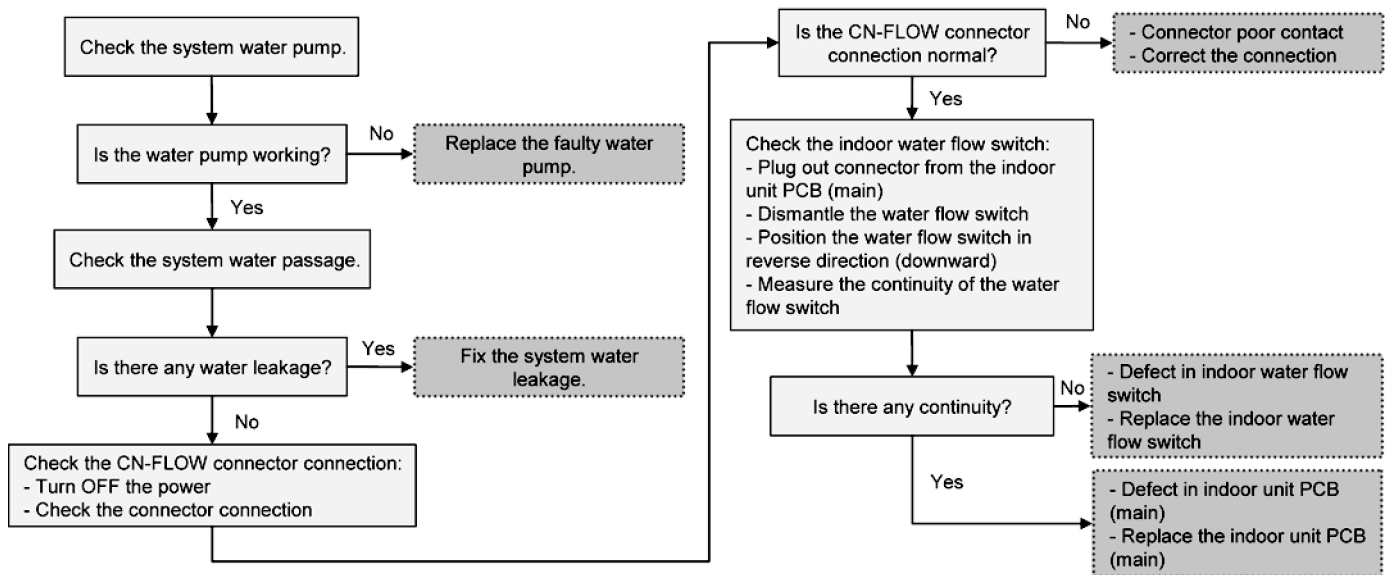 Check the system water pump.
Is the water pump working?
No
Replace the faulty water
pump.
Yes
Check the system water passage.
Is there any water leakage?
Yes
Fix the system water
leakage.
No
Check the CN-FLOW connector connection:
- Turn OFF the power
- Check the connector connection
Is the CN-FLOW connector
connection normal?
No
- Connector poor contact
- Correct the connection
Yes
Check the indoor water flow switch:
- Plug out connector from the indoor
unit PCB (main)
- Dismantle the water flow switch
- Position the water flow switch in
reverse direction (downward)
- Measure the continuity of the water
flow switch
Is there any continuity?
No
- Defect in indoor water flow
switch
- Replace the indoor water
flow switch
Yes
- Defect in indoor unit PCB
(main)
- Replace the indoor unit PCB
(main)